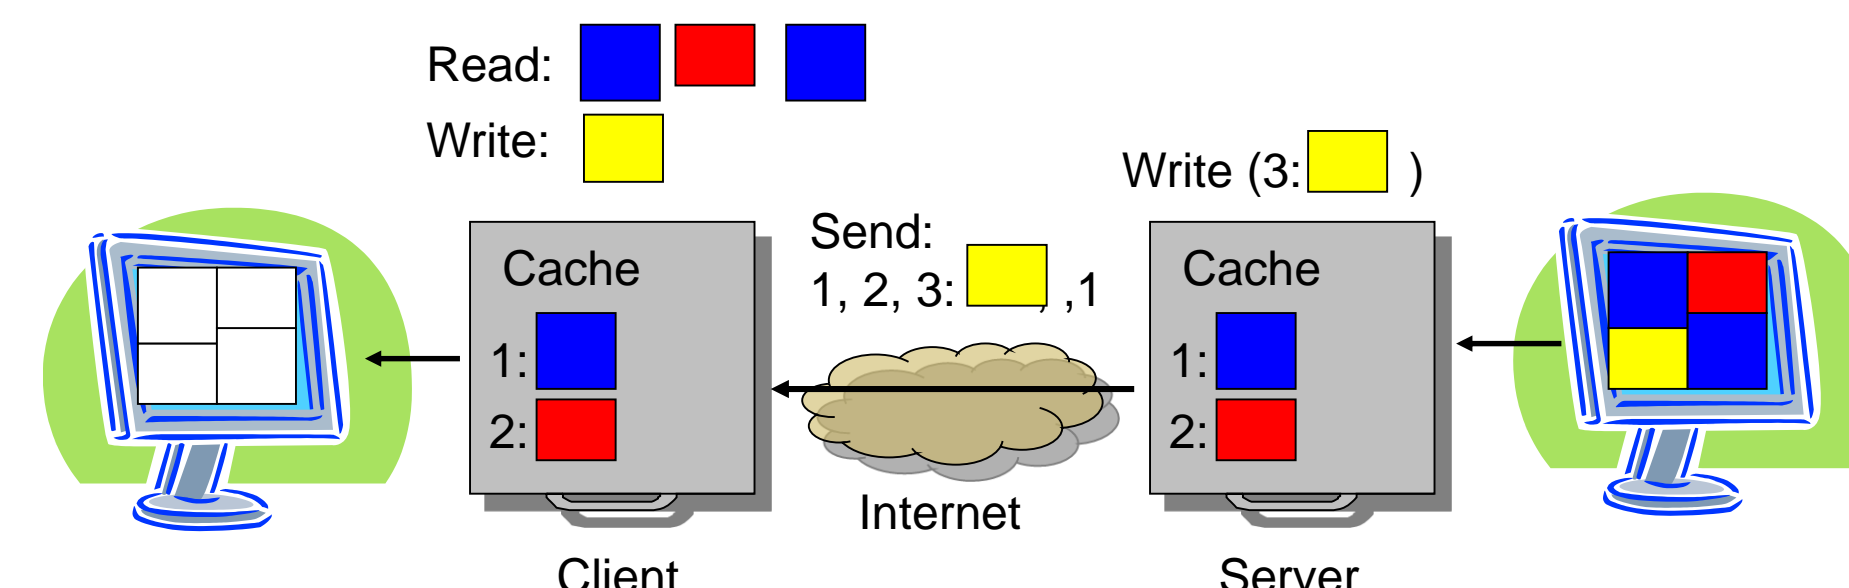 Read:
Write:
Write (3: )
Send:
1, 2, 3: , ,1
Cache
1:
2:
Cache
1:
2:
Internet
Client
Server